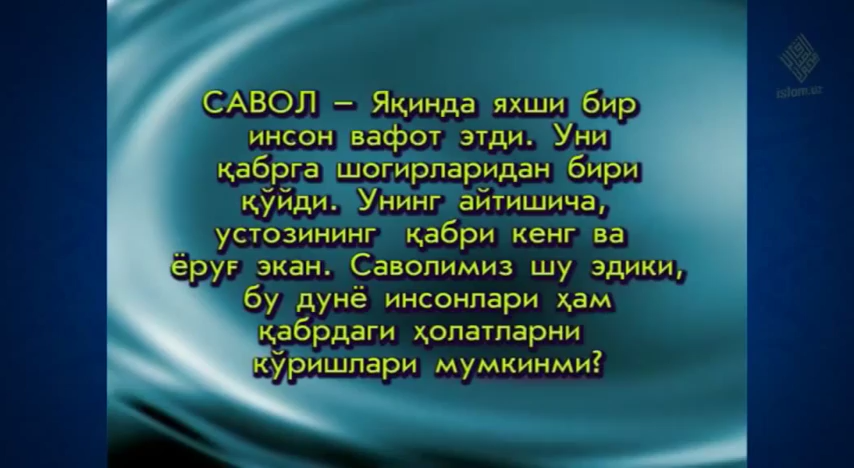 islom.uz
САВОЛ – Яқинда яхши бир
инсон вафот этди. Уни
қабрга шогирларидан бири
қўйди. Унинг айтишича,
устозининг қабри кенг ва
ёруғ экан. Саволимиз шу эдики,
бу дунё инсонлари ҳам
қабрдаги ҳолатларни
кўришлари мумкинми?